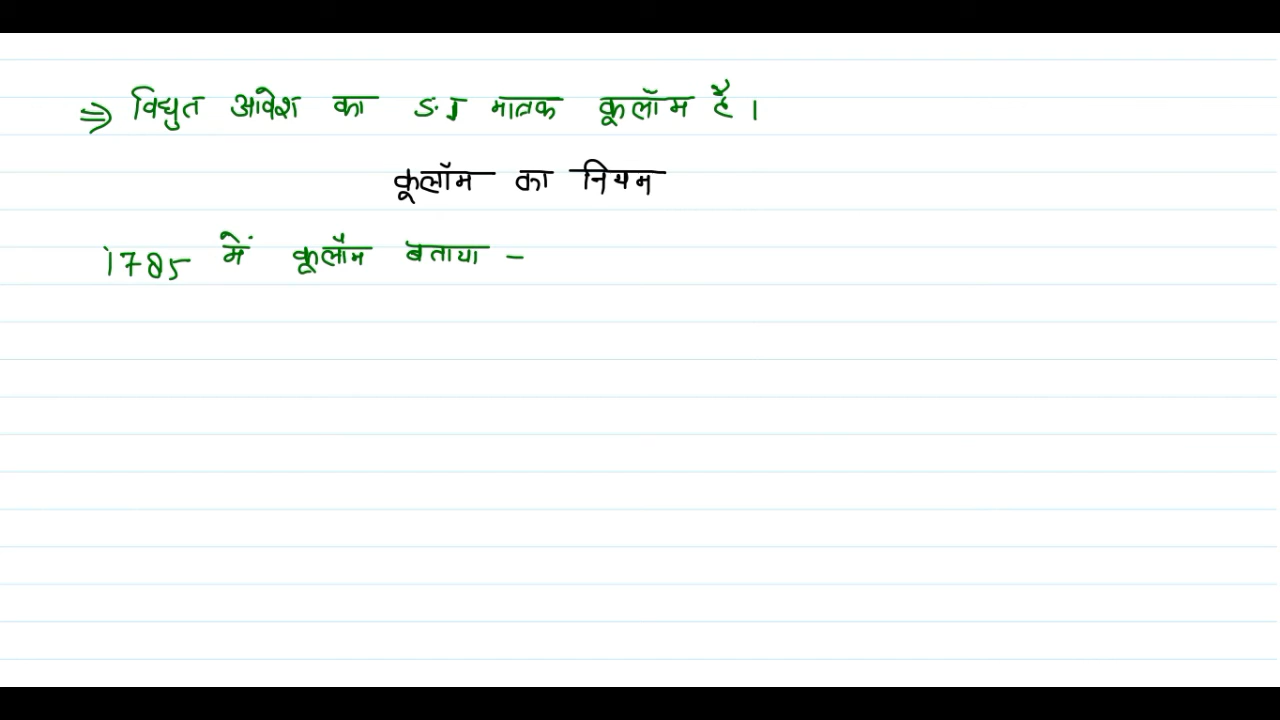 ⇒ विद्युत आवेश का S.I मात्रक कूलॉम है।
कूलॉम का नियम
1785 में कूलॉम बताया -